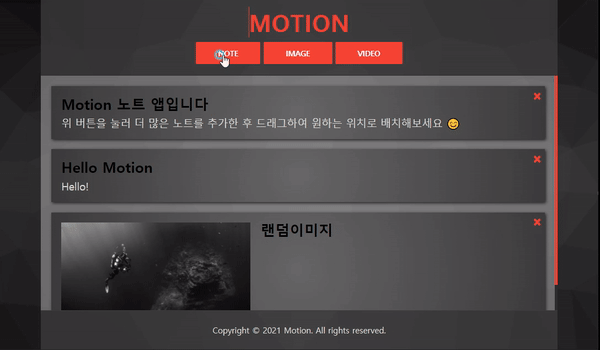 MOTION
NOTE
IMAGE
VIDEO
Motion 노트 앱입니다
위 버튼을 눌러 더 많은 노트를 추가한 후 드래그하여 원하는 위치로 배치해보세요 😊
Hello Motion
Hello!
랜덤이미지
Copyright © 2021 Motion. All rights reserved.